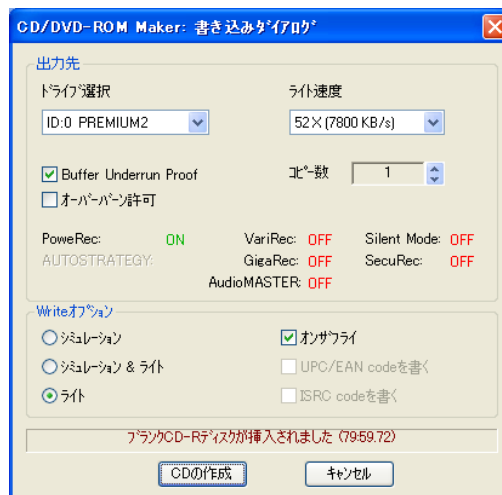 CD/DVD-ROM Maker: 書き込みﾀﾞｲｱﾛｸﾞ
出力先
ﾄﾞﾗｲﾌﾞ選択
ﾗｲﾄ速度
ID:0 PREMIUM2
52×(7800 KB/s)
Buffer Underrun Proof
ｺﾋﾟｰ数
1
ｵｰﾊﾞｰﾊﾞｰﾝ許可
PoweRec: ON VariRec: OFF Silent Mode: OFF
AUTOSTRATEGY: GigaRec: OFF SecuRec: OFF
AudioMASTER: OFF
Writeｵﾌﾟｼｮﾝ
ｼﾐｭﾚｰｼｮﾝ
ｵﾝｻﾞﾌﾗｲ
ｼﾐｭﾚｰｼｮﾝ & ﾗｲﾄ
UPC/EAN codeを書く
ﾗｲﾄ
ISRC codeを書く
ﾌﾞﾗﾝｸCD-Rﾃﾞｨｽｸが挿入されました (79:59.72)
CDの作成
ｷｬﾝｾﾙ